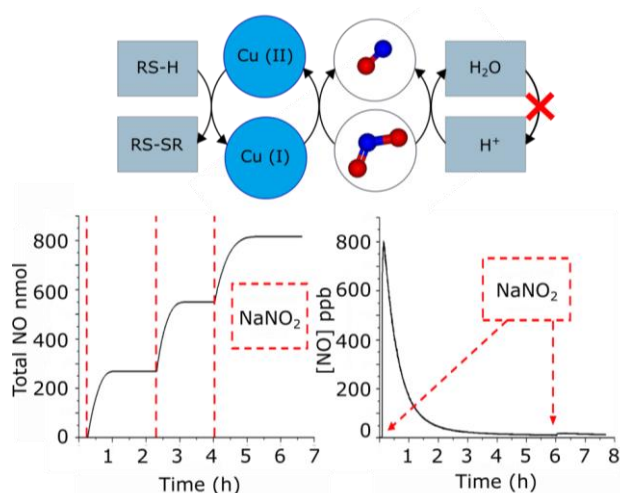 RS-H
Cu (II)
H₂O
RS-SR
Cu (I)
H⁺
Total NO nmol
800
600
400
200
0
1 2 3 4 5 6 7
Time (h)
NaNO₂
[NO] ppb
800
600
400
200
0
1 2 3 4 5 6 7 8
Time (h)
NaNO₂